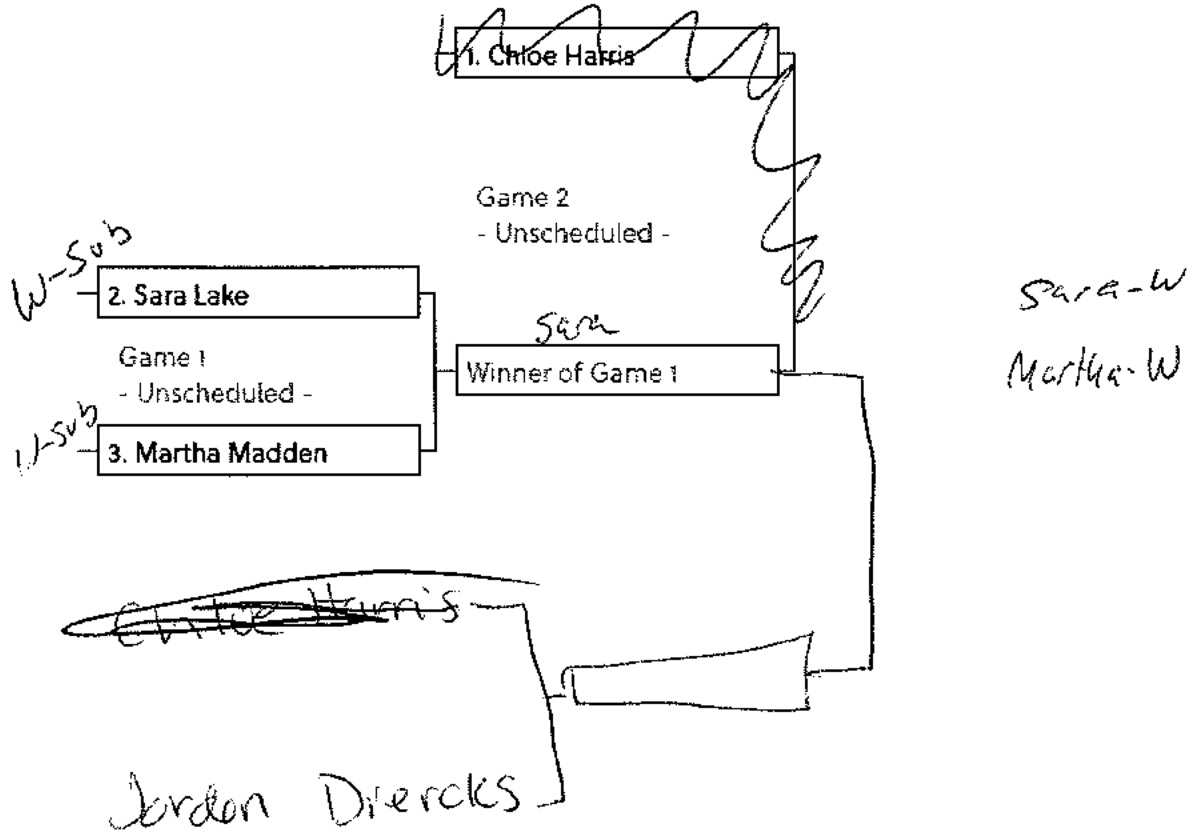 1. Chloe Harris
Game 2
- Unscheduled -
W-Sub
2. Sara Lake
Sara-W
Sara
Game 1
- Unscheduled -
Winner of Game 1
Martha-W
W-Sub
3. Martha Madden
Chloe Harris
Jordan Diercks